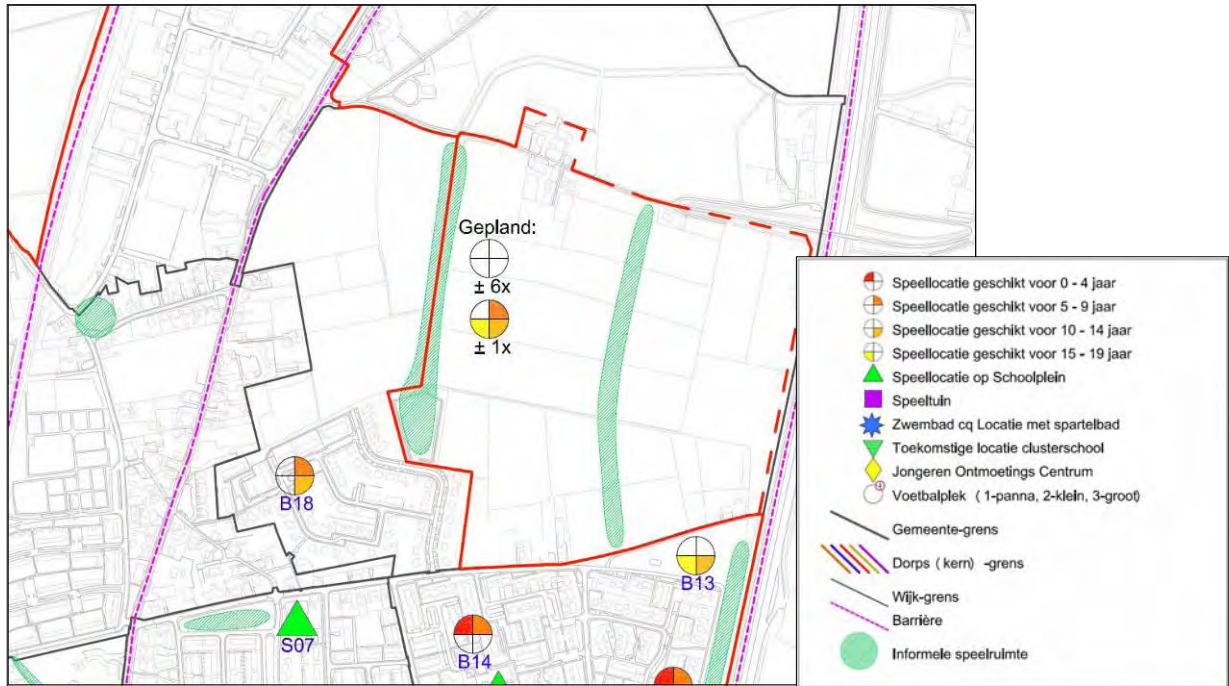 Gepland:
± 6x
± 1x
B18
B13
S07
B14
Speellocatie geschikt voor 0 - 4 jaar
Speellocatie geschikt voor 5 - 9 jaar
Speellocatie geschikt voor 10 - 14 jaar
Speellocatie geschikt voor 15 - 19 jaar
Speellocatie op Schoolplein
Speeltuin
Zwembad cq Locatie met spartelbad
Toekomstige locatie clusterschool
Jongeren Ontmoetings Centrum
Voetbalplek ( 1-panna, 2-klein, 3-groot)
Gemeente-grens
Dorps ( kern) -grens
Wijk-grens
Barrière
Informele speelruimte